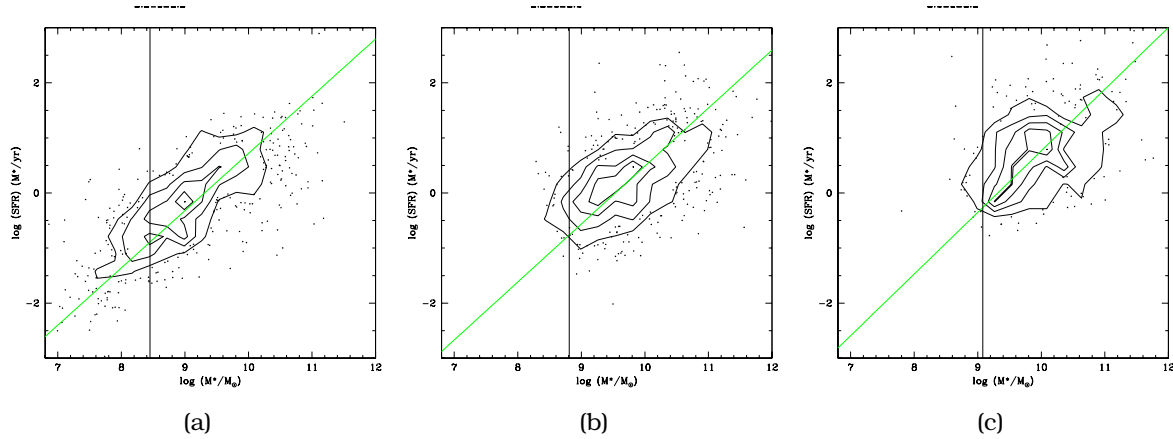 2
0
-2
log (SFR) (M*/yr)
7 8 9 10 11 12
log (M*/M⊙)
(a)
2
0
-2
log (SFR) (M*/yr)
7 8 9 10 11 12
log (M*/M⊙)
(b)
2
0
-2
log (SFR) (M*/yr)
7 8 9 10 11 12
log (M*/M⊙)
(c)